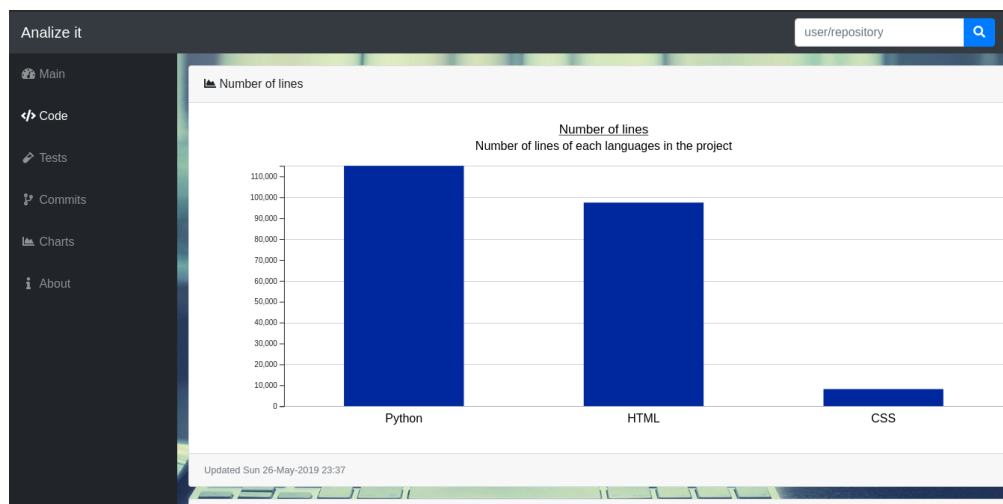 Analize it
user/repository
Main
Code
Tests
Commits
Charts
About
Number of lines
Number of lines
Number of lines of each languages in the project
110,000
100,000
90,000
80,000
70,000
60,000
50,000
40,000
30,000
20,000
10,000
0
Python
HTML
CSS
Updated Sun 26-May-2019 23:37